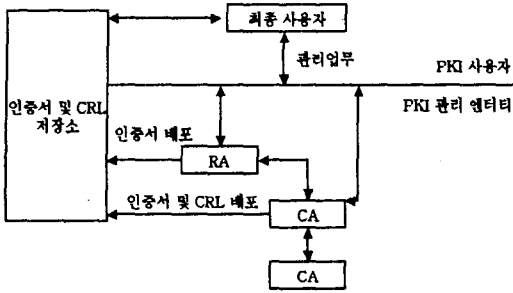 최종 사용자
관리업무
PKI 사용자
PKI 관리 엔터티
인증서 및 CRL
저장소
인증서 배포
RA
인증서 및 CRL 배포
CA
CA